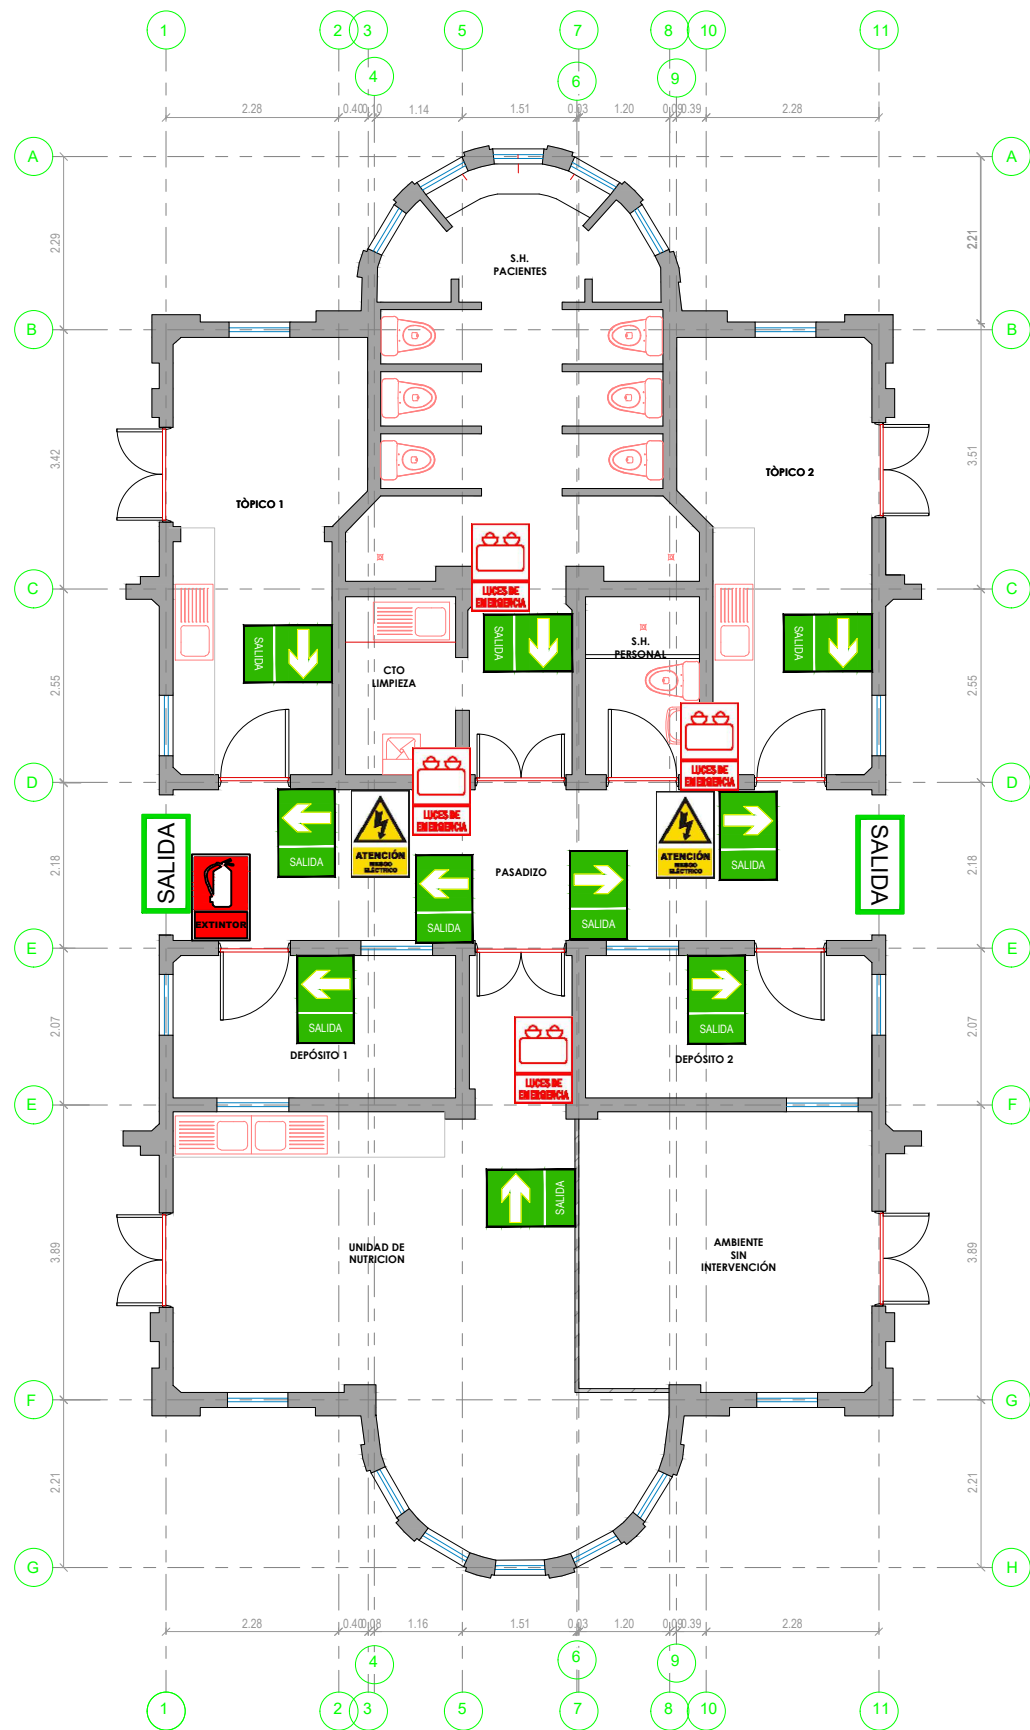 1 2 3 5 7 8 10 11
4 6 9
2.28 0.40 0.10 1.14 1.51 0.03 1.20 0.09 0.39 2.28
A A
2.29 2.21
S.H.
PACIENTES
B B
3.42 3.51
TÒPICO 1 TÒPICO 2
C C
LUCES DE
EMERGENCIA
2.55 2.55
SALIDA SALIDA SALIDA
S.H.
PERSONAL
CTO
LIMPIEZA
LUCES DE
EMERGENCIA
LUCES DE
EMERGENCIA
D D
SALIDA SALIDA
ATENCIÓN
RIESGO
ELÉCTRICO
ATENCIÓN
RIESGO
ELÉCTRICO
SALIDA SALIDA
2.18 2.18
PASADIZO
EXTINTOR
SALIDA SALIDA
E E
SALIDA SALIDA
2.07 2.07
DEPÓSITO 1 DEPÓSITO 2
LUCES DE
EMERGENCIA
E F
SALIDA
3.89 3.89
UNIDAD DE
NUTRICION
AMBIENTE
SIN
INTERVENCIÓN
F G
2.21 2.21
G H
2.28 0.40 0.08 1.16 1.51 0.03 1.20 0.09 0.39 2.28
4 6 9
1 2 3 5 7 8 10 11